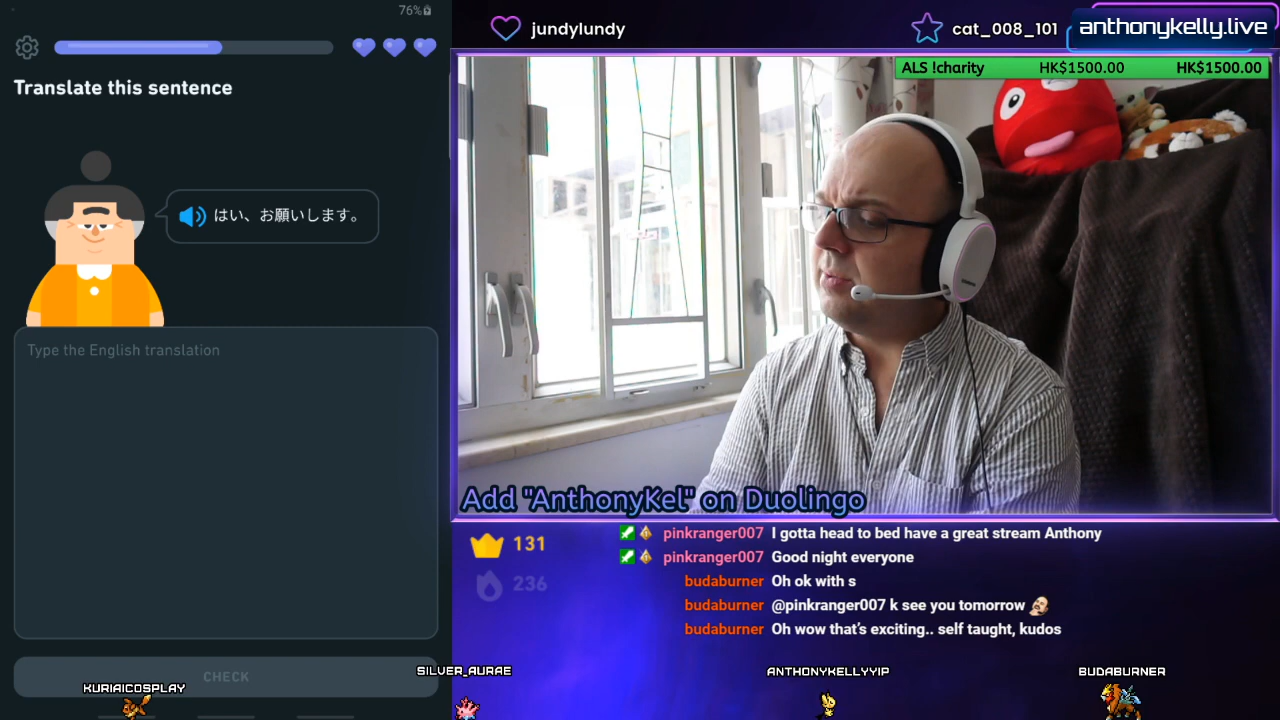 76%
Translate this sentence
はい、お願いします。
Type the English translation
CHECK
KURIAICOSPLAY
jundylundy
cat_008_101
anthonykelly.live
ALS !charity HK$1500.00 HK$1500.00
Add "AnthonyKel" on Duolingo
131
236
pinkranger007 I gotta head to bed have a great stream Anthony
pinkranger007 Good night everyone
budaburner Oh ok with s
budaburner @pinkranger007 k see you tomorrow
budaburner Oh wow that's exciting.. self taught, kudos
SILVER_AURAE
ANTHONYKELLYYIP
BUDABURNER